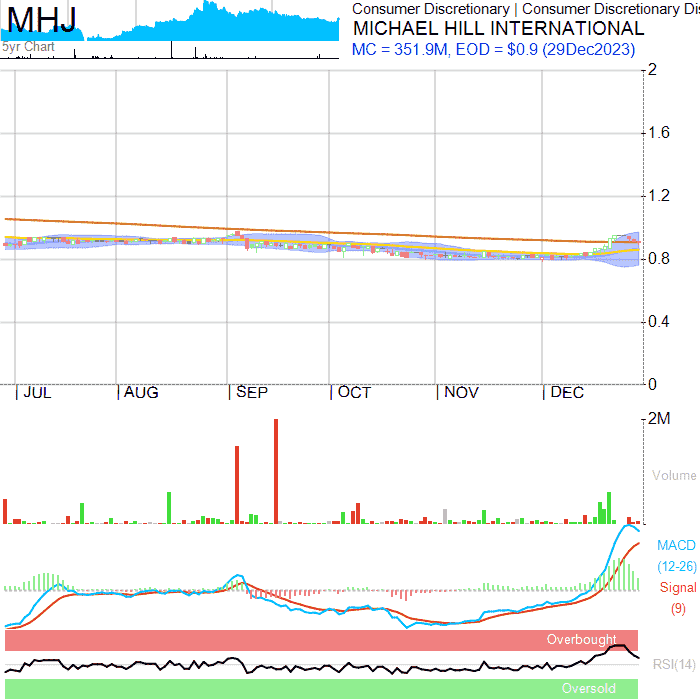 MHJ
5yr Chart
Consumer Discretionary | Consumer Discretionary Dis
MICHAEL HILL INTERNATIONAL
MC = 351.9M, EOD = $0.9 (29Dec2023)
2
1.6
1.2
0.8
0.4
0
JUL AUG SEP OCT NOV DEC
2M
Volume
MACD
(12-26)
Signal
(9)
Overbought
RSI(14)
Oversold